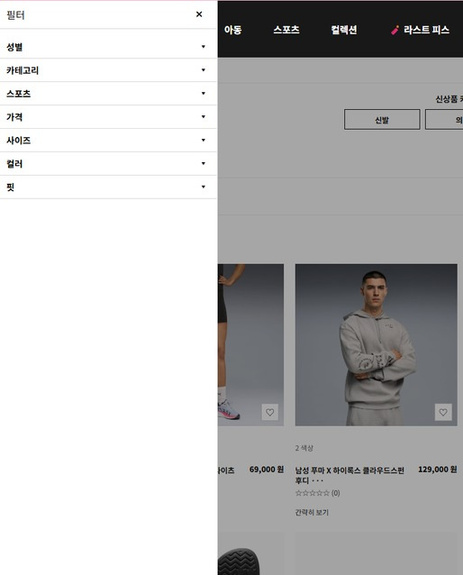 필터 ×
아동 스포츠 컬렉션 라스트 피스
성별
카테고리
스포츠
가격
사이즈
컬러
핏
신상품
신발
2 색상
69,000 원
남성 푸마 X 하이록스 클라우드스펀 129,000 원
후디 ···
☆☆☆☆☆ (0)
간략히 보기